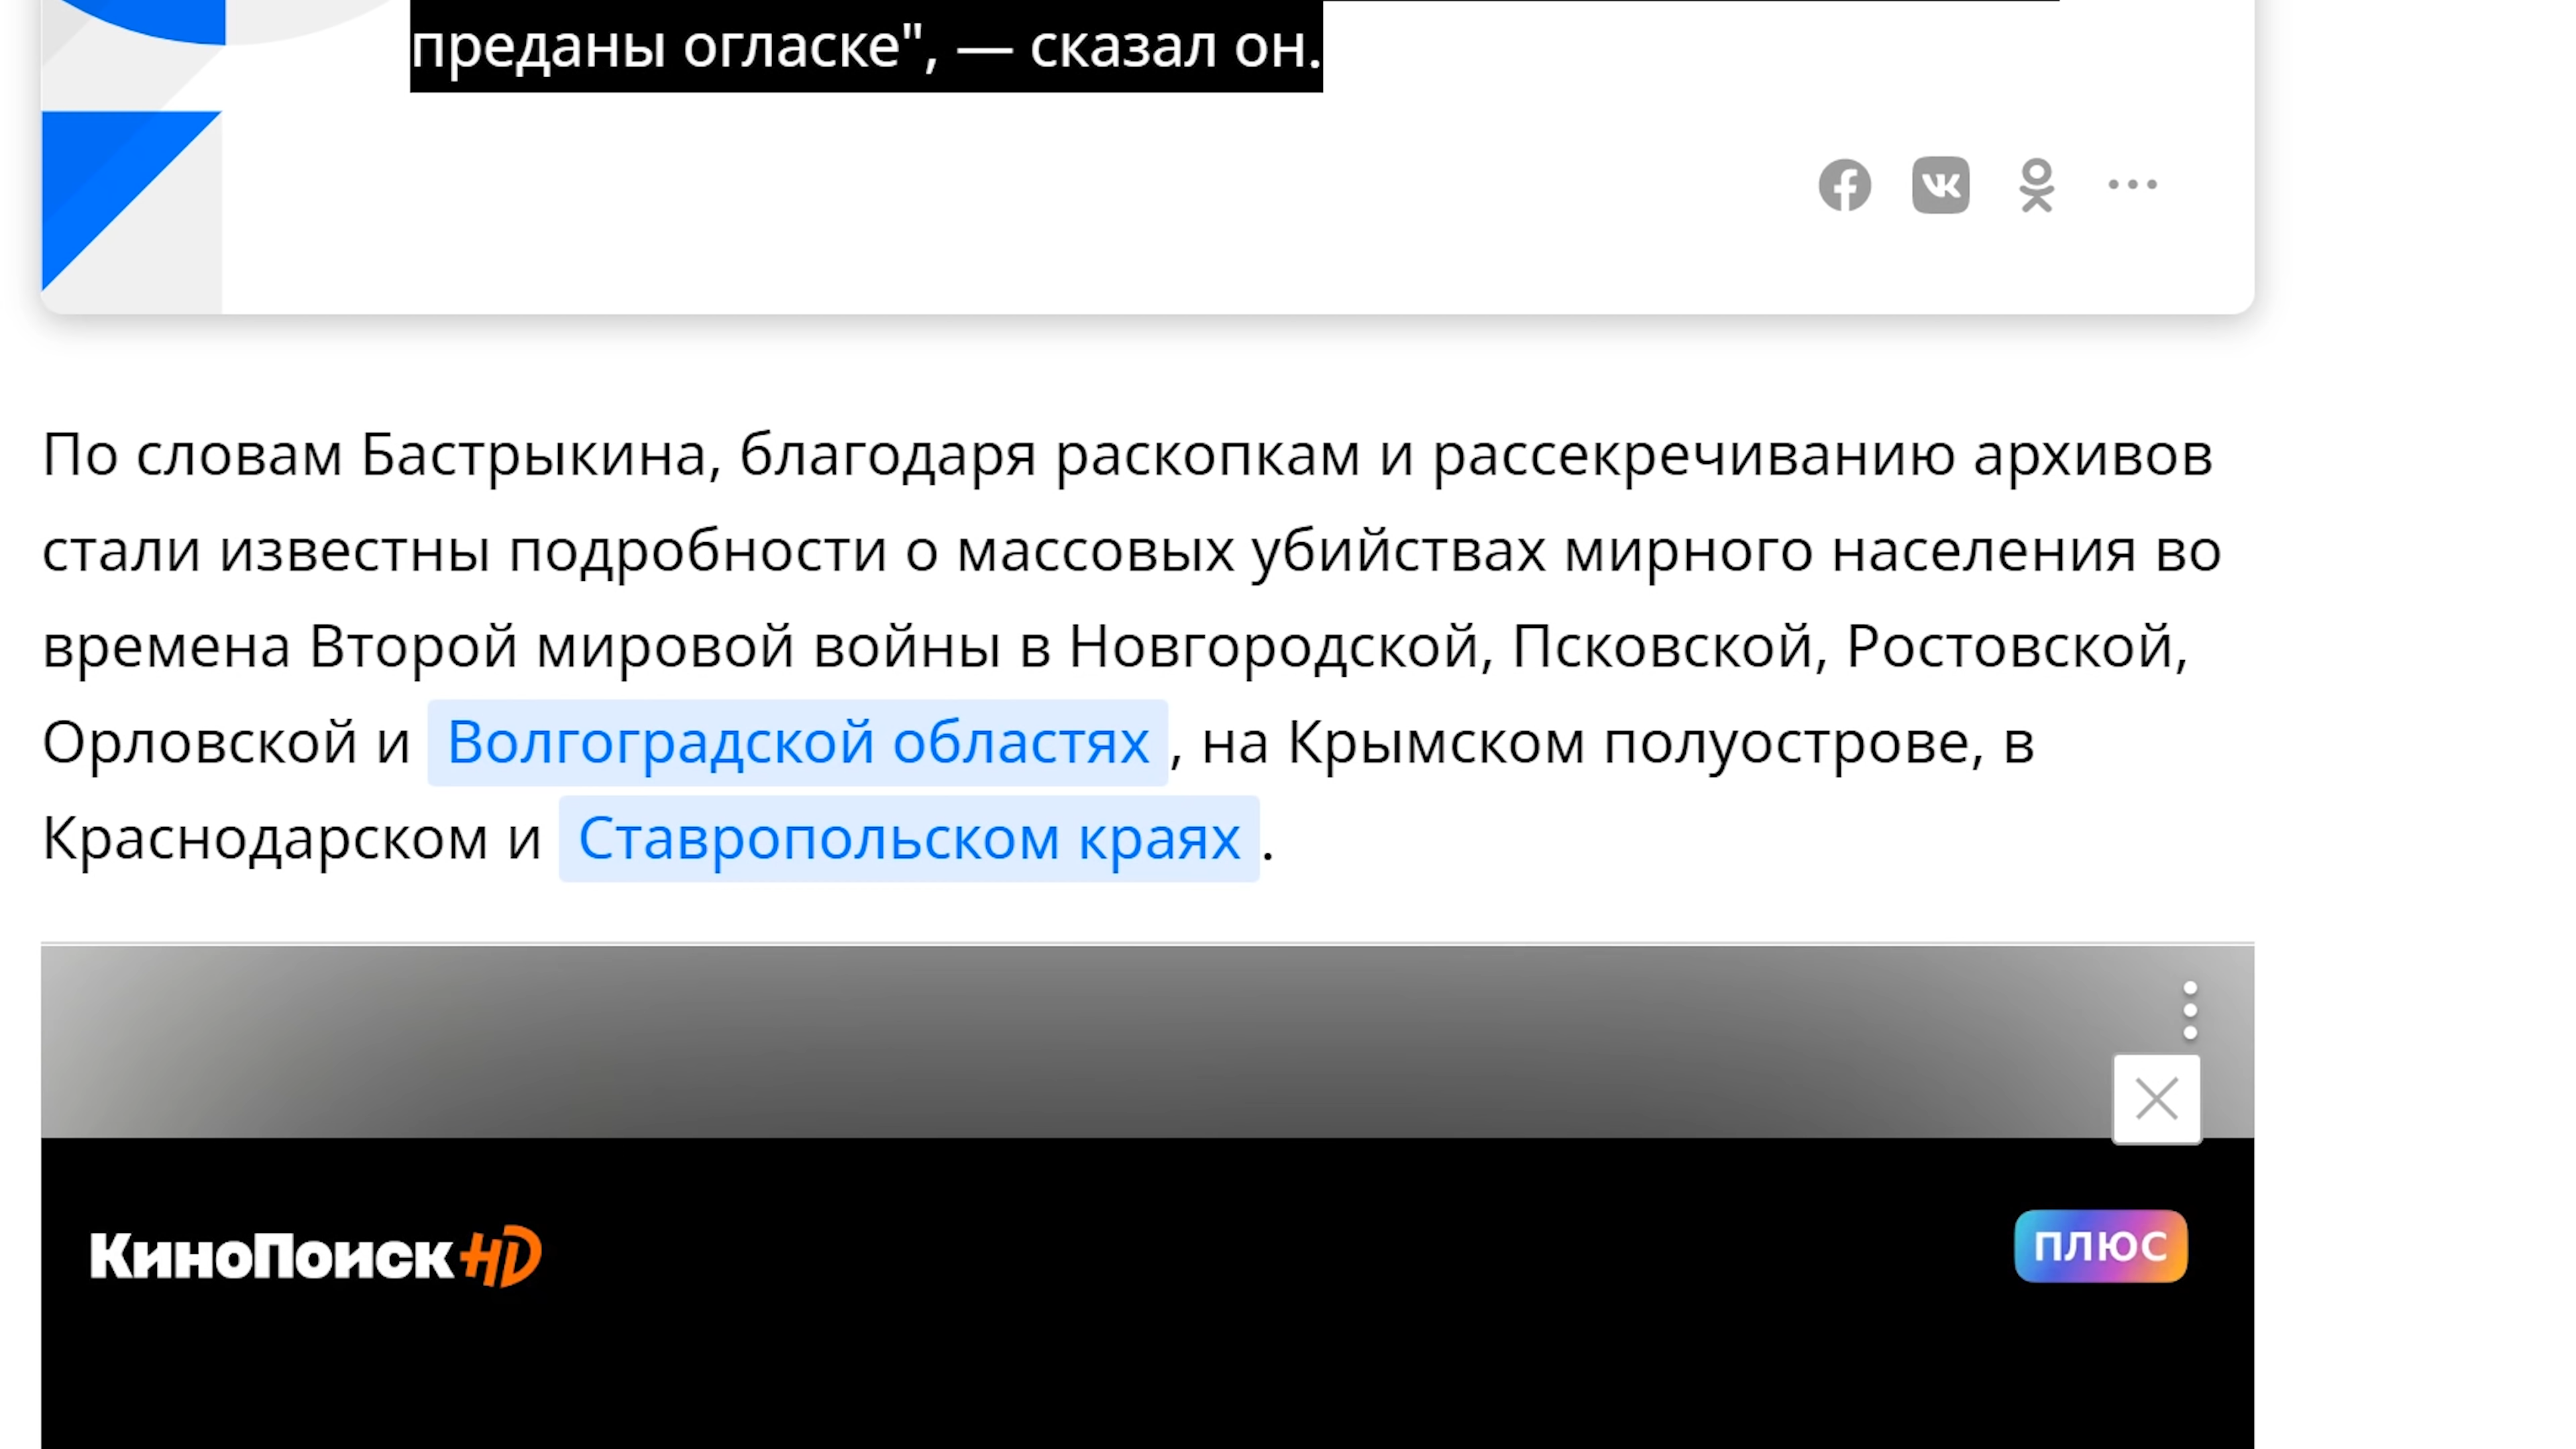 преданы огласке", — сказал он.
По словам Бастрыкина, благодаря раскопкам и рассекречиванию архивов
стали известны подробности о массовых убийствах мирного населения во
времена Второй мировой войны в Новгородской, Псковской, Ростовской,
Орловской и Волгоградской областях, на Крымском полуострове, в
Краснодарском и Ставропольском краях.
КиноПоиск HD
плюс